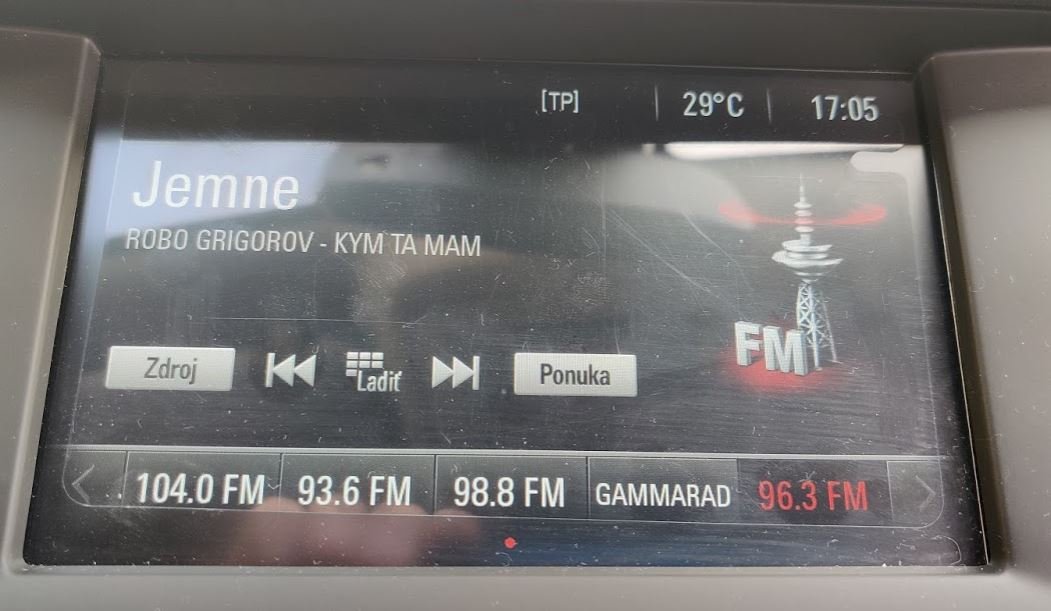 [TP] 29°C 17:05
Jemne
ROBO GRIGOROV - KYM TA MAM
FM
Zdroj Ladiť Ponuka
104.0 FM 93.6 FM 98.8 FM GAMMARAD 96.3 FM